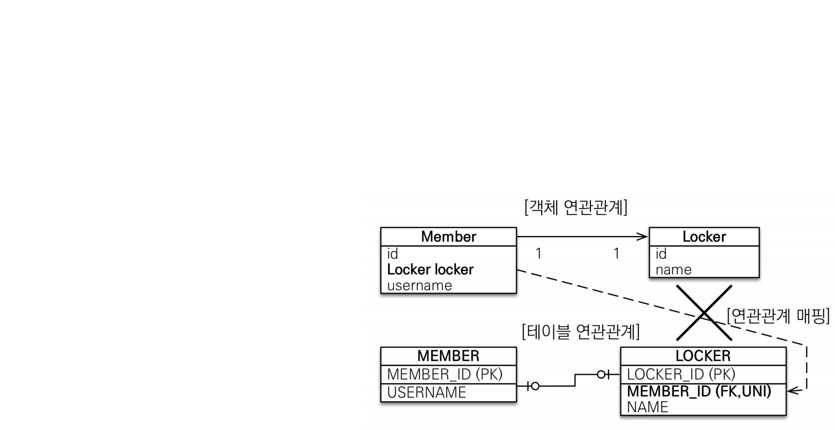 [객체 연관관계]
Member
id
Locker locker
username
1
1
Locker
id
name
[연관관계 매핑]
[테이블 연관관계]
MEMBER
MEMBER_ID (PK)
USERNAME
LOCKER
LOCKER_ID (PK)
MEMBER_ID (FK,UNI)
NAME